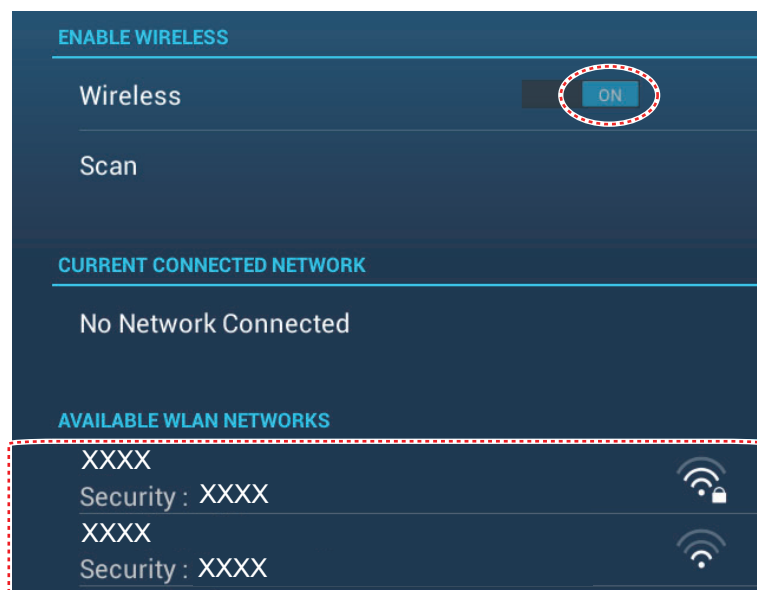 ENABLE WIRELESS
Wireless ON
Scan
CURRENT CONNECTED NETWORK
No Network Connected
AVAILABLE WLAN NETWORKS
XXXX
Security : XXXX
XXXX
Security : XXXX